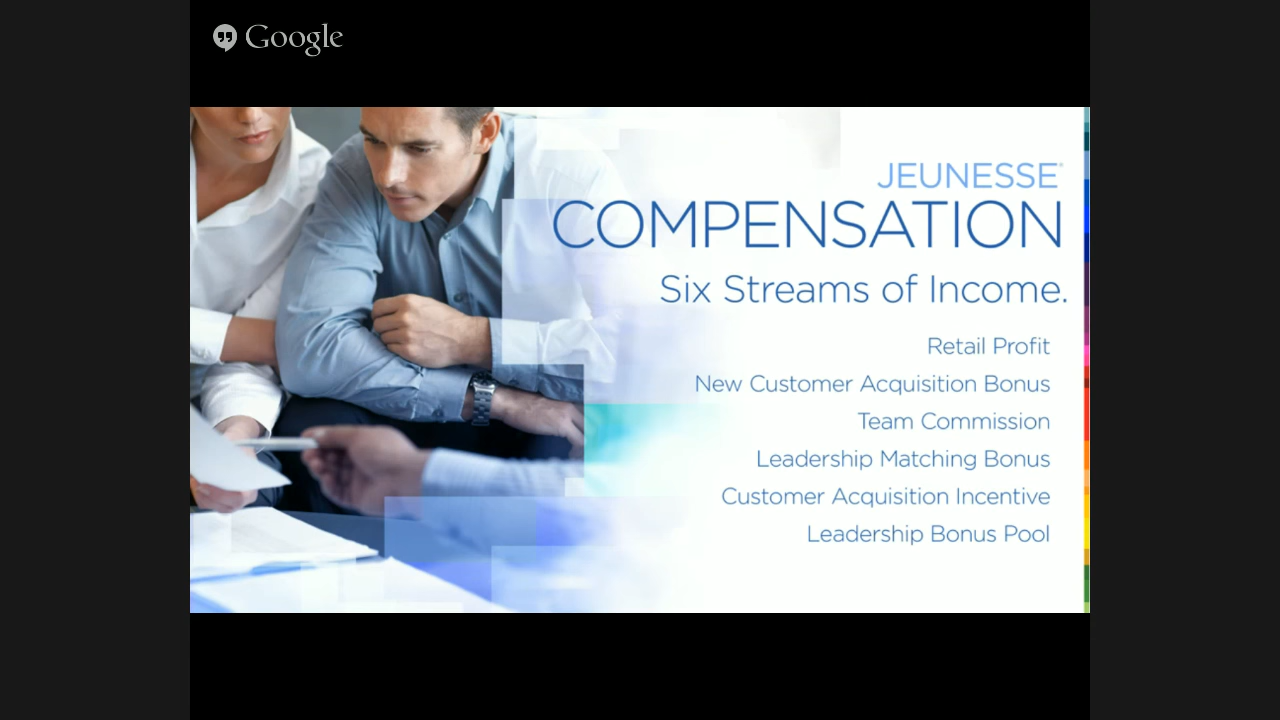 Google
JEUNESSE®
COMPENSATION
Six Streams of Income.
Retail Profit
New Customer Acquisition Bonus
Team Commission
Leadership Matching Bonus
Customer Acquisition Incentive
Leadership Bonus Pool